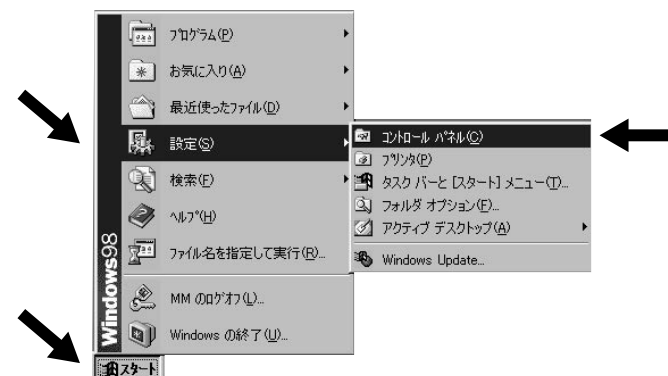 プログラム(P)
お気に入り(A)
最近使ったファイル(D)
設定(S)
検索(F)
ヘルプ(H)
ファイル名を指定して実行(R)...
MM のログオフ(L)...
Windows の終了(U)...
Windows98
スタート
コントロール パネル(C)
プリンタ(P)
タスク バーと [スタート] メニュー(T)...
フォルダ オプション(F)...
アクティブ デスクトップ(A)
Windows Update...